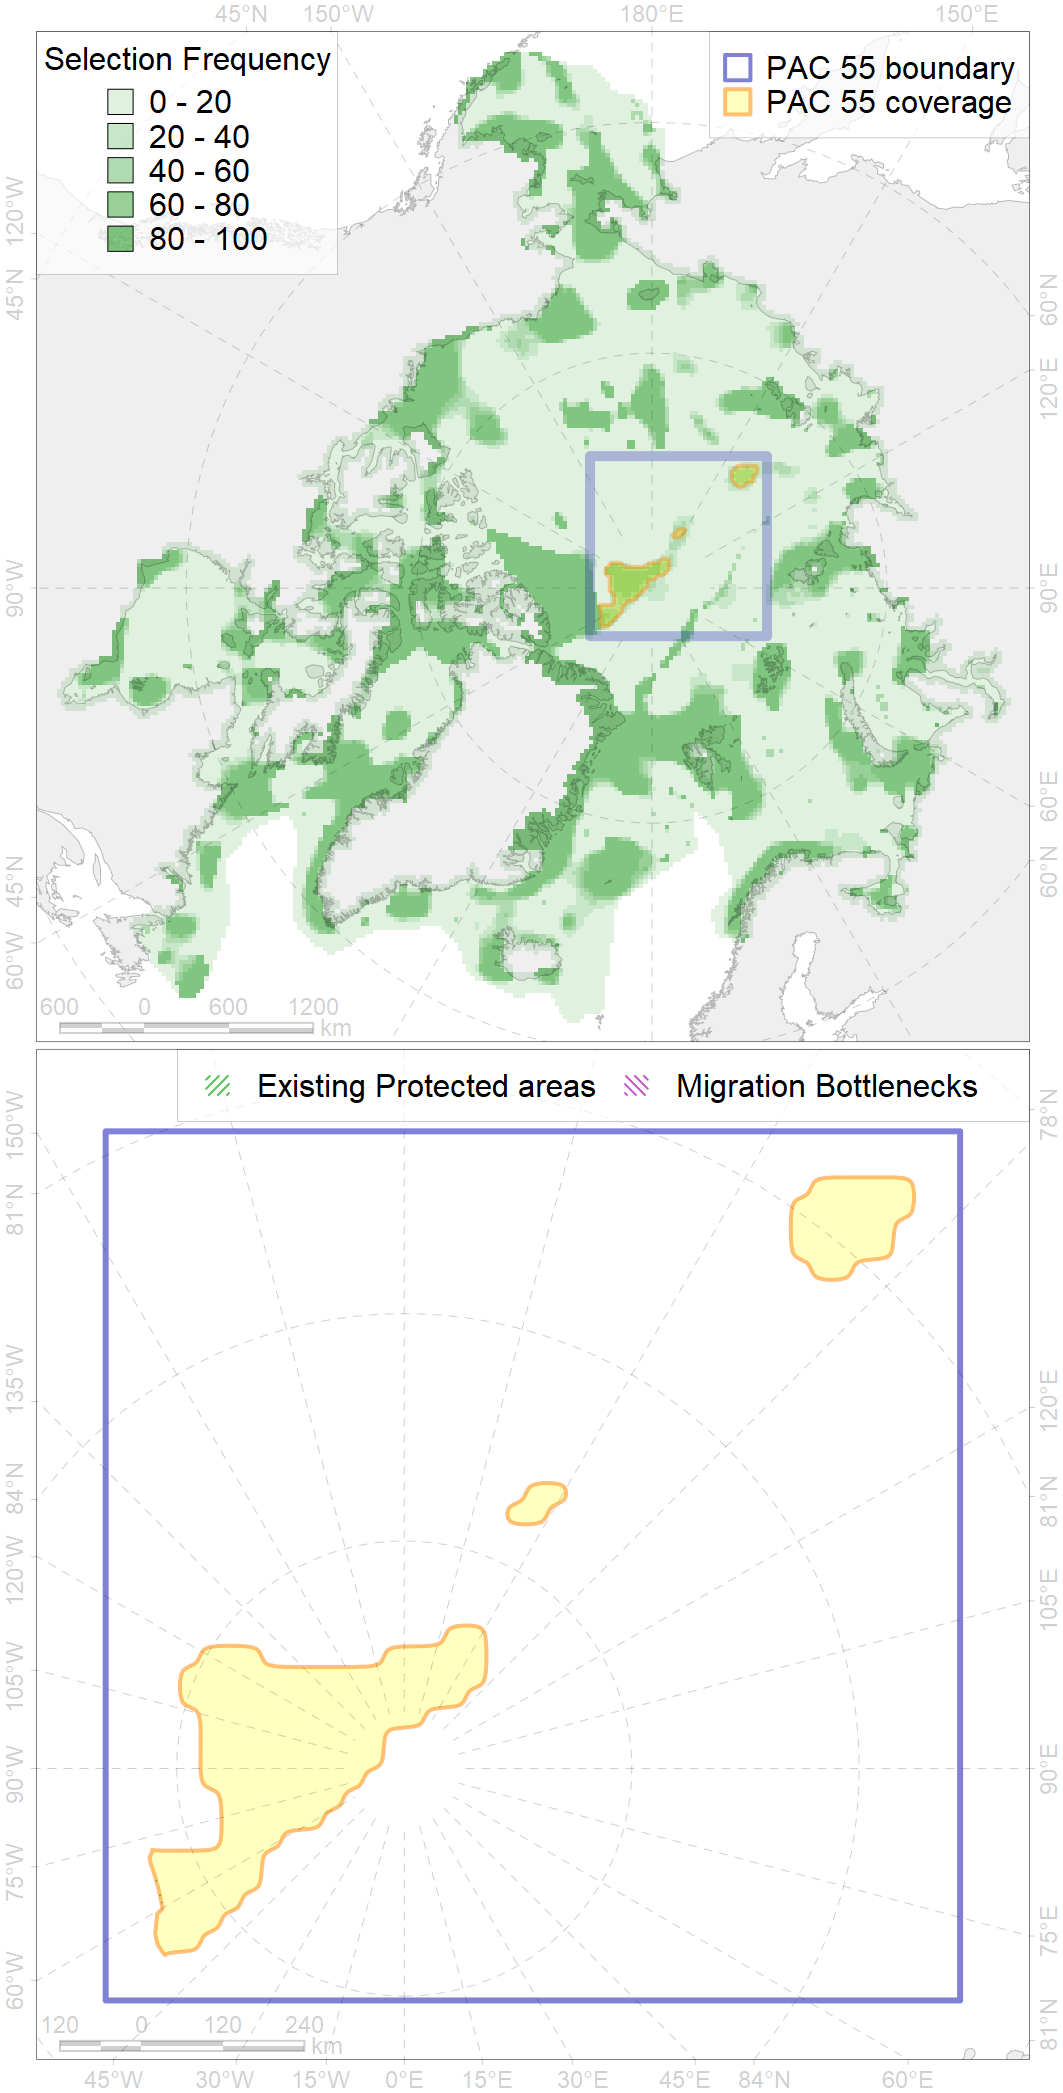 45°N 150°W 180°E 150°E
Selection Frequency
0 - 20
20 - 40
40 - 60
60 - 80
80 - 100
PAC 55 boundary
PAC 55 coverage
120°W
45°N
90°W
45°N
60°W
60°N
120°E
90°E
60°E
60°N
600 0 600 1200
km
Existing Protected areas Migration Bottlenecks
150°W
81°N
135°W
84°N
120°W
105°W
90°W
75°W
60°W
78°N
120°E
81°N
105°E
90°E
75°E
81°N
120 0 120 240
km
45°W 30°W 15°W 0°E 15°E 30°E 45°E 84°N 60°E